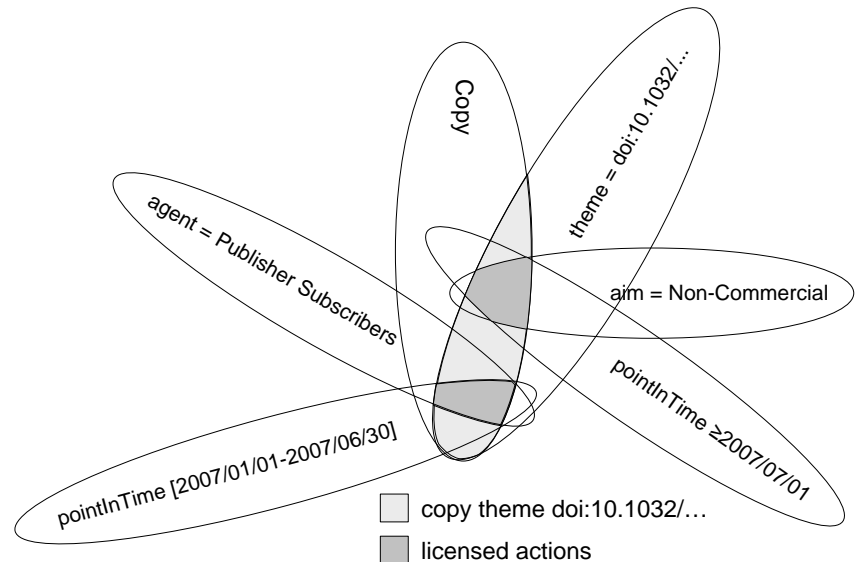 Copy
theme = doi:10.1032/…
agent = Publisher Subscribers
aim = Non-Commercial
pointInTime ≥2007/07/01
pointInTime [2007/01/01-2007/06/30]
copy theme doi:10.1032/…
licensed actions